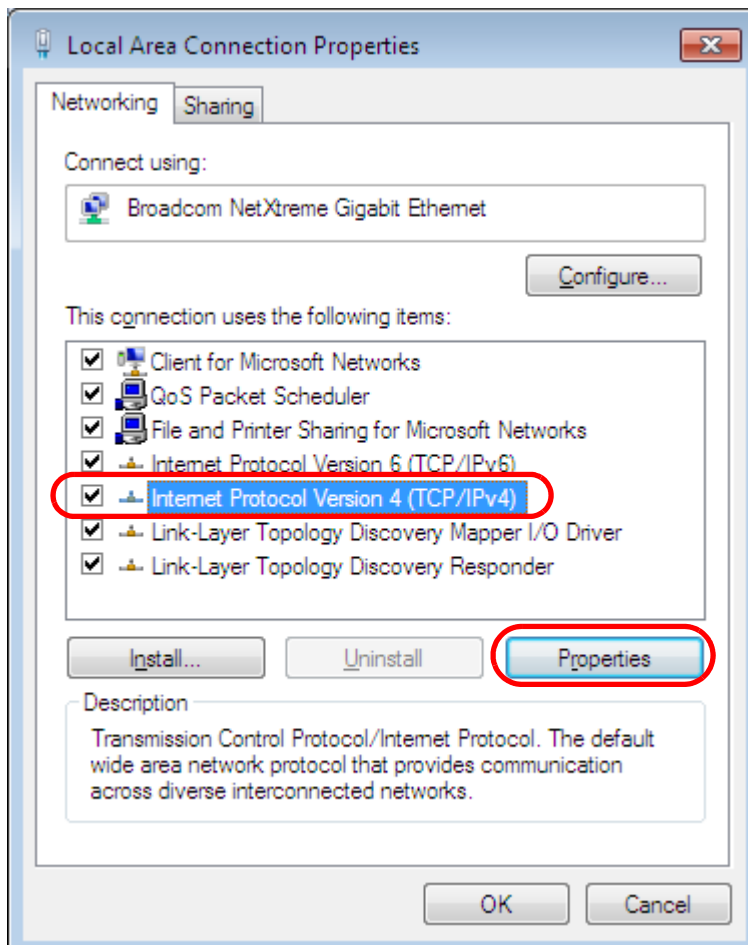 Local Area Connection Properties
Networking
Sharing
Connect using:
Broadcom NetXtreme Gigabit Ethernet
Configure...
This connection uses the following items:
Client for Microsoft Networks
QoS Packet Scheduler
File and Printer Sharing for Microsoft Networks
Internet Protocol Version 6 (TCP/IPv6)
Internet Protocol Version 4 (TCP/IPv4)
Link-Layer Topology Discovery Mapper I/O Driver
Link-Layer Topology Discovery Responder
Install...
Uninstall
Properties
Description
Transmission Control Protocol/Internet Protocol. The default
wide area network protocol that provides communication
across diverse interconnected networks.
OK
Cancel